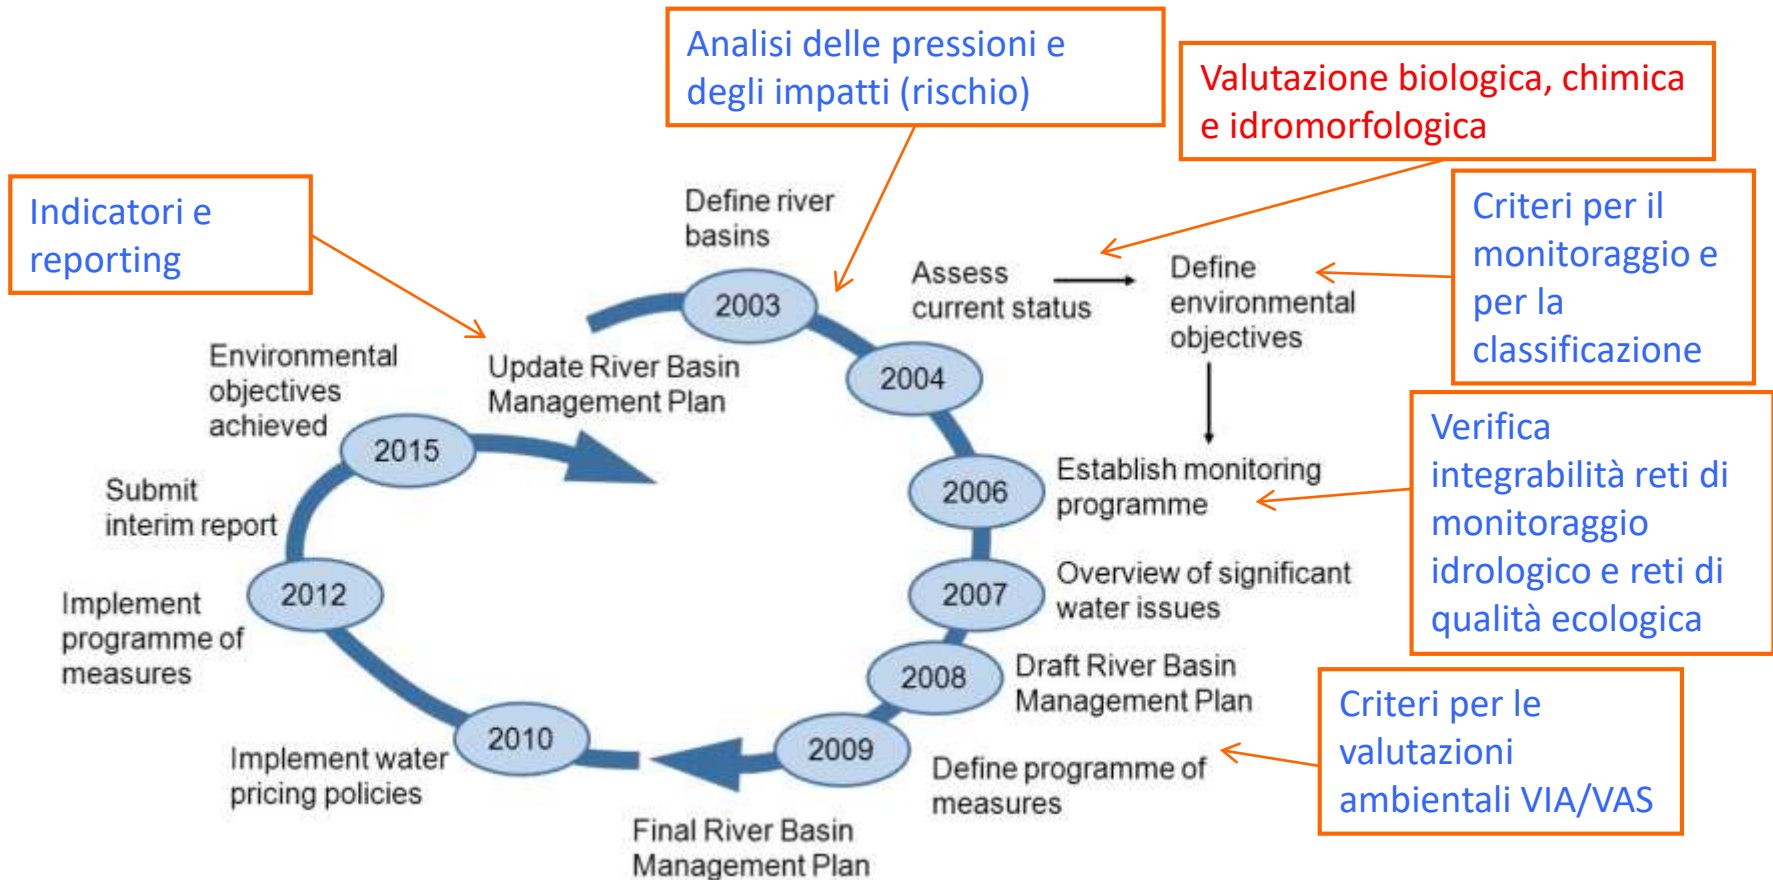 Analisi delle pressioni e
degli impatti (rischio)
Valutazione biologica, chimica
e idromorfologica
Indicatori e
reporting
Criteri per il
monitoraggio e
per la
classificazione
Define river
basins
2003
Assess
current status
Define
environmental
objectives
2004
Update River Basin
Management Plan
Environmental
objectives
achieved
2015
Verifica
integrabilità reti di
monitoraggio
idrologico e reti di
qualità ecologica
Establish monitoring
programme
2006
Submit
interim report
2012
2007
Overview of significant
water issues
Implement
programme of
measures
2008
Draft River Basin
Management Plan
Criteri per le
valutazioni
ambientali VIA/VAS
2010
2009
Implement water
pricing policies
Define programme of
measures
Final River Basin
Management Plan